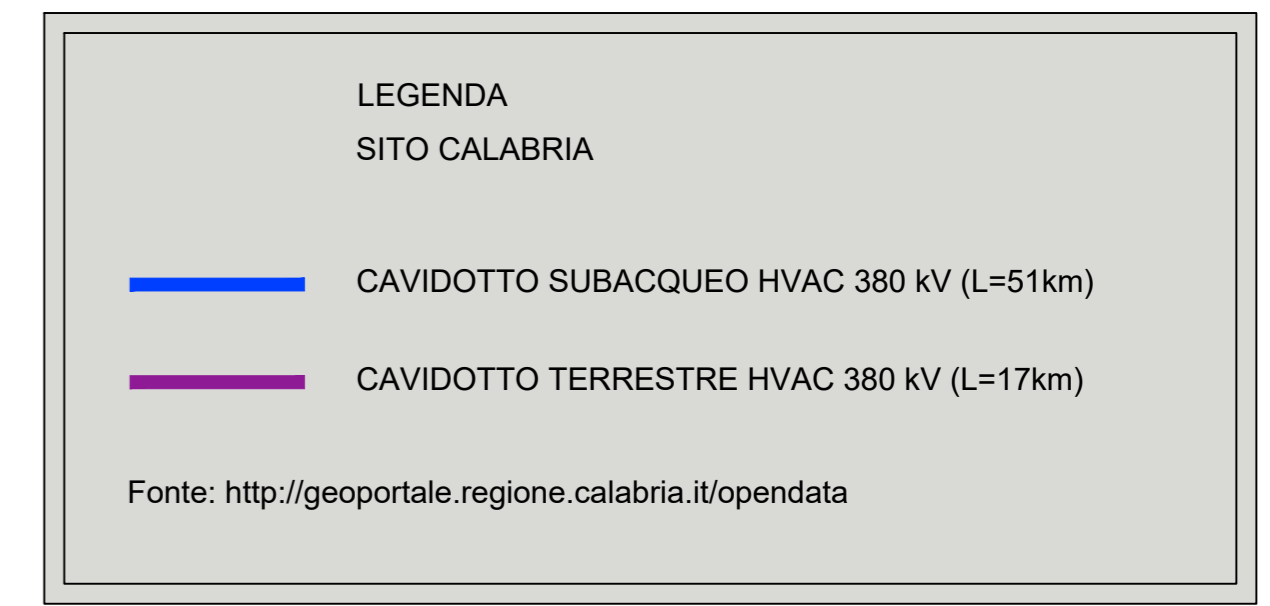 LEGENDA
SITO CALABRIA
CAVIDOTTO SUBACQUEO HVAC 380 kV (L=51km)
CAVIDOTTO TERRESTRE HVAC 380 kV (L=17km)
Fonte: http://geoportale.regione.calabria.it/opendata